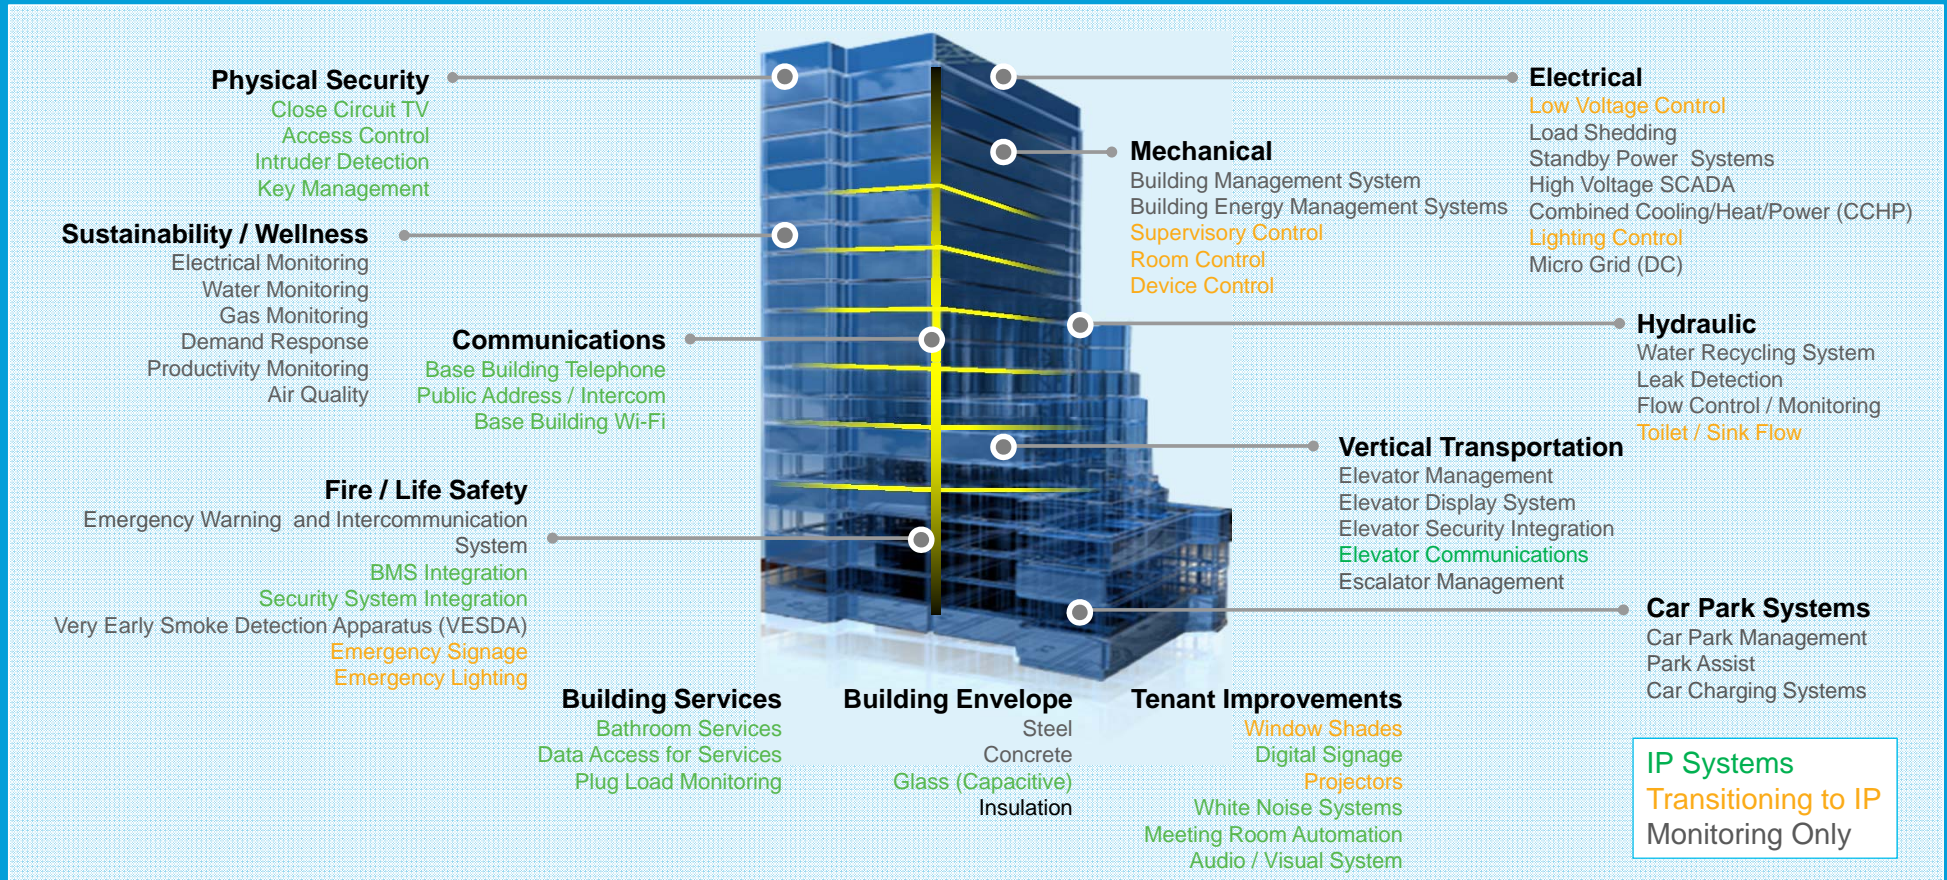 Physical Security
Close Circuit TV
Access Control
Intruder Detection
Key Management
Sustainability / Wellness
Electrical Monitoring
Water Monitoring
Gas Monitoring
Demand Response
Productivity Monitoring
Air Quality
Communications
Base Building Telephone
Public Address / Intercom
Base Building Wi-Fi
Fire / Life Safety
Emergency Warning and Intercommunication
System
BMS Integration
Security System Integration
Very Early Smoke Detection Apparatus (VESDA)
Emergency Signage
Emergency Lighting
Electrical
Low Voltage Control
Load Shedding
Standby Power Systems
High Voltage SCADA
Combined Cooling/Heat/Power (CCHP)
Lighting Control
Micro Grid (DC)
Mechanical
Building Management System
Building Energy Management Systems
Supervisory Control
Room Control
Device Control
Hydraulic
Water Recycling System
Leak Detection
Flow Control / Monitoring
Toilet / Sink Flow
Vertical Transportation
Elevator Management
Elevator Display System
Elevator Security Integration
Elevator Communications
Escalator Management
Car Park Systems
Car Park Management
Park Assist
Car Charging Systems
Building Services
Bathroom Services
Data Access for Services
Plug Load Monitoring
Building Envelope
Steel
Concrete
Glass (Capacitive)
Insulation
Tenant Improvements
Window Shades
Digital Signage
Projectors
White Noise Systems
Meeting Room Automation
Audio / Visual System
IP Systems
Transitioning to IP
Monitoring Only